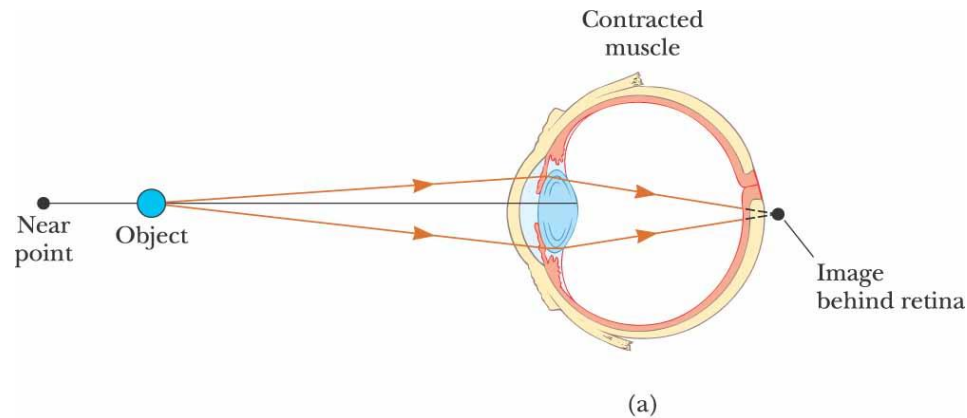 Contracted
muscle
Near
point
Object
Image
behind retina
(a)